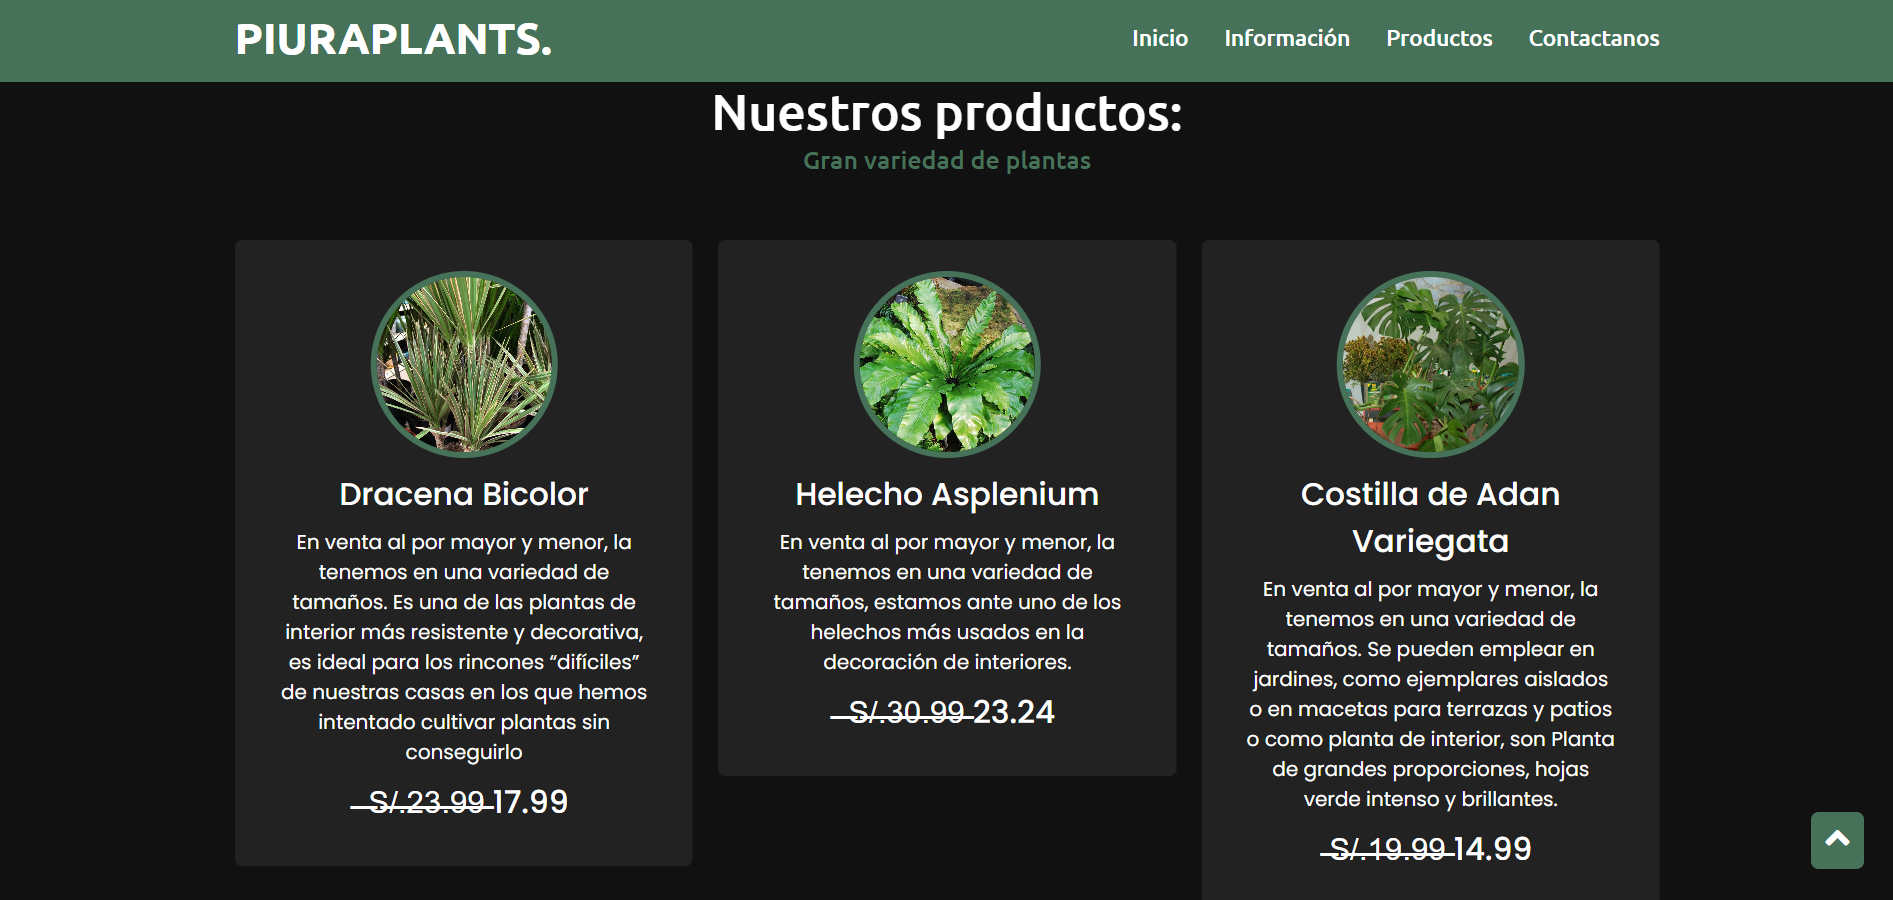 PIURAPLANTS.
Inicio Información Productos Contactanos
Nuestros productos:
Gran variedad de plantas
Dracena Bicolor
En venta al por mayor y menor, la
tenemos en una variedad de
tamaños. Es una de las plantas de
interior más resistente y decorativa,
es ideal para los rincones “difíciles”
de nuestras casas en los que hemos
intentado cultivar plantas sin
conseguirlo
S/.23.99 17.99
Helecho Asplenium
En venta al por mayor y menor, la
tenemos en una variedad de
tamaños, estamos ante uno de los
helechos más usados en la
decoración de interiores.
S/.30.99 23.24
Costilla de Adan
Variegata
En venta al por mayor y menor, la
tenemos en una variedad de
tamaños. Se pueden emplear en
jardines, como ejemplares aislados
o en macetas para terrazas y patios
o como planta de interior, son Planta
de grandes proporciones, hojas
verde intenso y brillantes.
S/.19.99 14.99